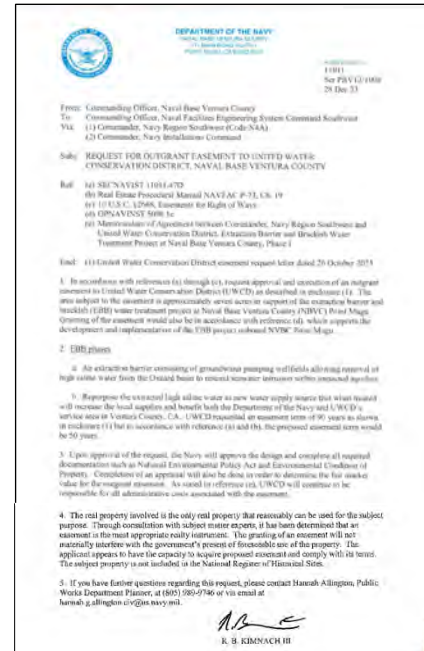 DEPARTMENT OF THE NAVY
NAVAL BASE VENTURA COUNTY
11011
Ser PBVG/1008
28 Dec 23
From: Commanding Officer, Naval Base Ventura County
To: Commanding Officer, Naval Facilities Engineering System Command Southwest
Via: (1) Commander, Navy Region Southwest (Code N4A)
(2) Commander, Navy Installations Command
Subj: REQUEST FOR OUTGRANT EASEMENT TO UNITED WATER
CONSERVATION DISTRICT, NAVAL BASE VENTURA COUNTY
Ref: (a) SECNAVINST 11011.47D
(b) Real Estate Procedural Manual NAVFAC P-73, Ch. 19
(c) 10 U.S.C. §2668, Easements for Right of Ways
(d) OPNAVINST 5090.1e
(e) Memorandum of Agreement between Commander, Navy Region Southwest and
United Water Conservation District, Extraction Barrier and Brackish Water
Treatment Project at Naval Base Ventura County, Phase I
Encl: (1) United Water Conservation District easement request letter dated 20 October 2023
1. In accordance with references (a) through (c), request approval and execution of an outgrant
easement to United Water Conservation District (UWCD) as described in enclosure (1). The
area subject to the easement is approximately seven acres in support of the extraction barrier and
brackish (EBB) water treatment project at Naval Base Ventura County (NBVC) Point Mugu.
Granting of the easement would also be in accordance with reference (d), which supports the
development and implementation of the EBB project onboard NVBC Point Mugu.
2. EBB phases
a. An extraction barrier consisting of groundwater pumping wellfields allowing removal of
high saline water from the Oxnard basin to extend seawater intrusion within impacted aquifers.
b. Repurpose the extracted high saline water as new water supply source that when treated
will increase the local supplies and benefit both the Department of the Navy and UWCD's
service area in Ventura County, CA. UWCD requested an easement term of 90 years as shown
in enclosure (1) but in accordance with reference (a) and (b), the proposed easement term would
be 50 years.
3. Upon approval of the request, the Navy will approve the design and complete all required
documentation such as National Environmental Policy Act and Environmental Condition of
Property. Completion of an appraisal will also be done in order to determine the fair market
value for the outgrant easement. As stated in reference (e), UWCD will continue to be
responsible for all administrative costs associated with the easement.
4. The real property involved is the only real property that reasonably can be used for the subject
purpose. Through consultation with subject matter experts, it has been determined that an
easement is the most appropriate realty instrument. The granting of an easement will not
materially interfere with the government's present of foreseeable use of the property. The
applicant appears to have the capacity to acquire proposed easement and comply with its terms.
The subject property is not included in the National Register of Historical Sites.
5. If you have further questions regarding this request, please contact Hannah Allington, Public
Works Department Planner, at (805) 989-9746 or via email at
hannah.g.allington.civ@us.navy.mil.
R. B. KIMNACH III